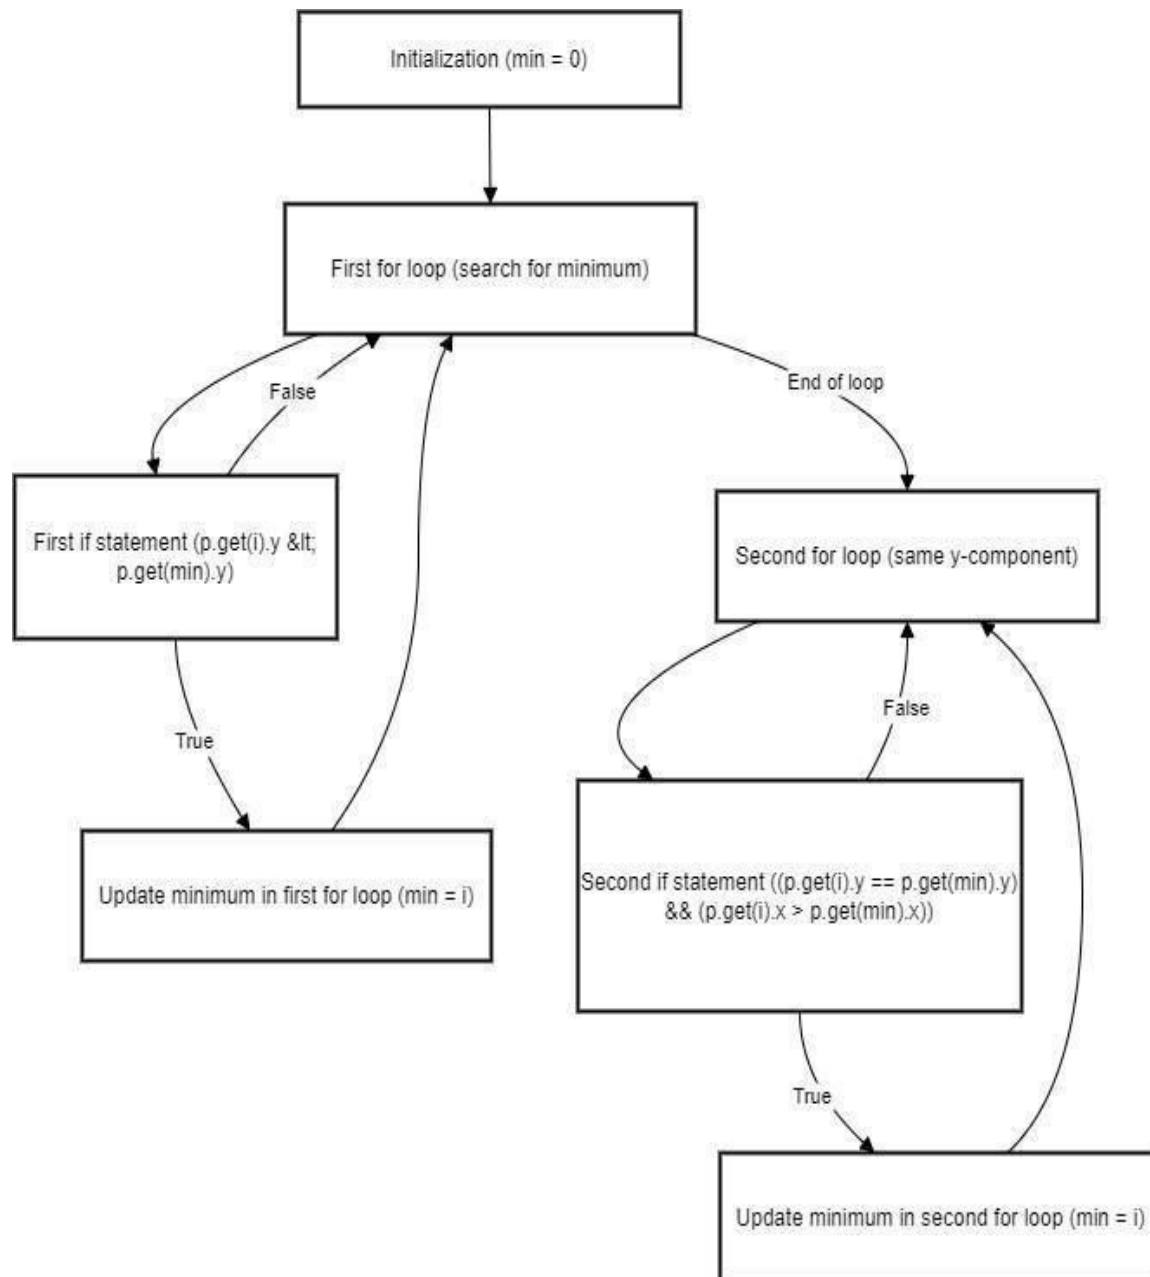 Initialization (min = 0)
First for loop (search for minimum)
False
End of loop
First if statement (p.get(i).y &lt;
p.get(min).y)
Second for loop (same y-component)
True
False
Update minimum in first for loop (min = i)
Second if statement ((p.get(i).y == p.get(min).y)
&& (p.get(i).x > p.get(min).x))
True
Update minimum in second for loop (min = i)